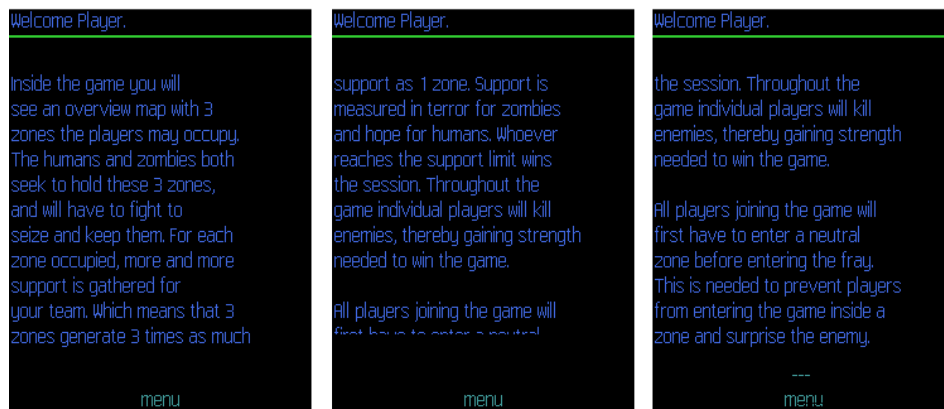 Welcome Player.
Inside the game you will
see an overview map with 3
zones the players may occupy.
The humans and zombies both
seek to hold these 3 zones,
and will have to fight to
seize and keep them. For each
zone occupied, more and more
support is gathered for
your team. Which means that 3
zones generate 3 times as much
menu
Welcome Player.
support as 1 zone. Support is
measured in terror for zombies
and hope for humans. Whoever
reaches the support limit wins
the session. Throughout the
game individual players will kill
enemies, thereby gaining strength
needed to win the game.
All players joining the game will
first have to enter a neutral
menu
Welcome Player.
the session. Throughout the
game individual players will kill
enemies, thereby gaining strength
needed to win the game.
All players joining the game will
first have to enter a neutral
zone before entering the fray.
This is needed to prevent players
from entering the game inside a
zone and surprise the enemy.
---
menu